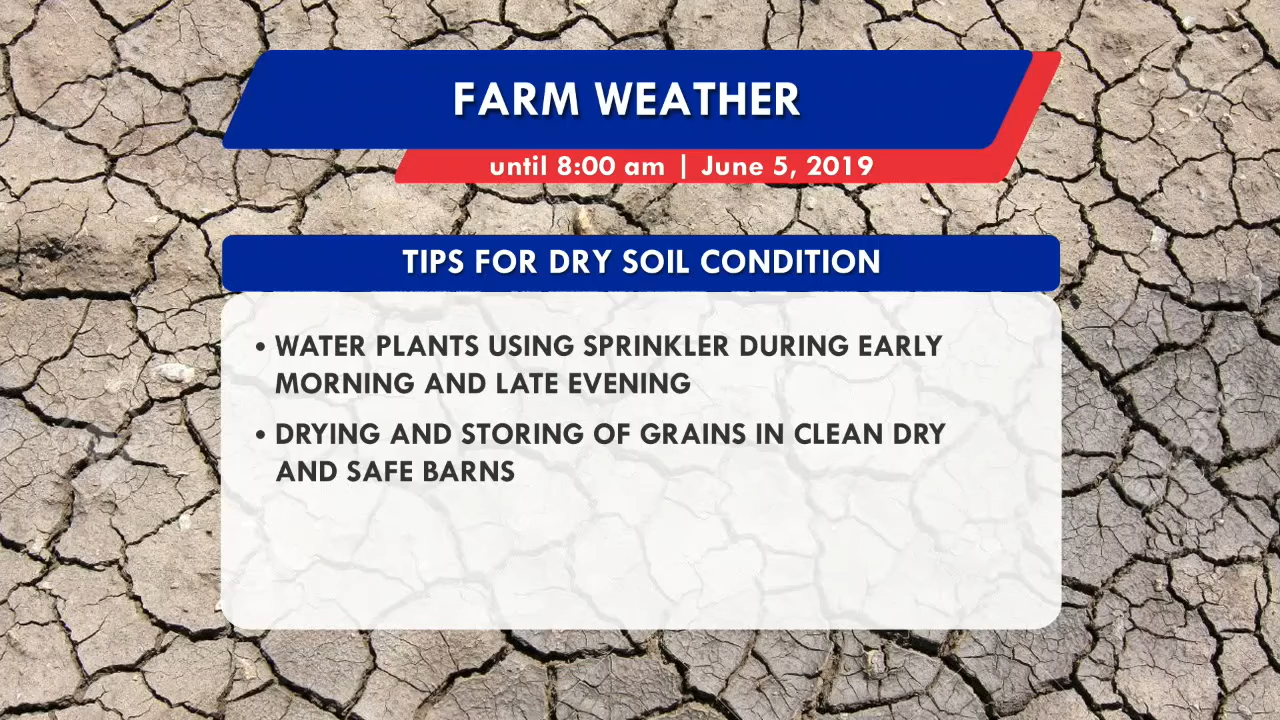 FARM WEATHER
until 8:00 am | June 5, 2019
TIPS FOR DRY SOIL CONDITION
• WATER PLANTS USING SPRINKLER DURING EARLY
MORNING AND LATE EVENING
• DRYING AND STORING OF GRAINS IN CLEAN DRY
AND SAFE BARNS